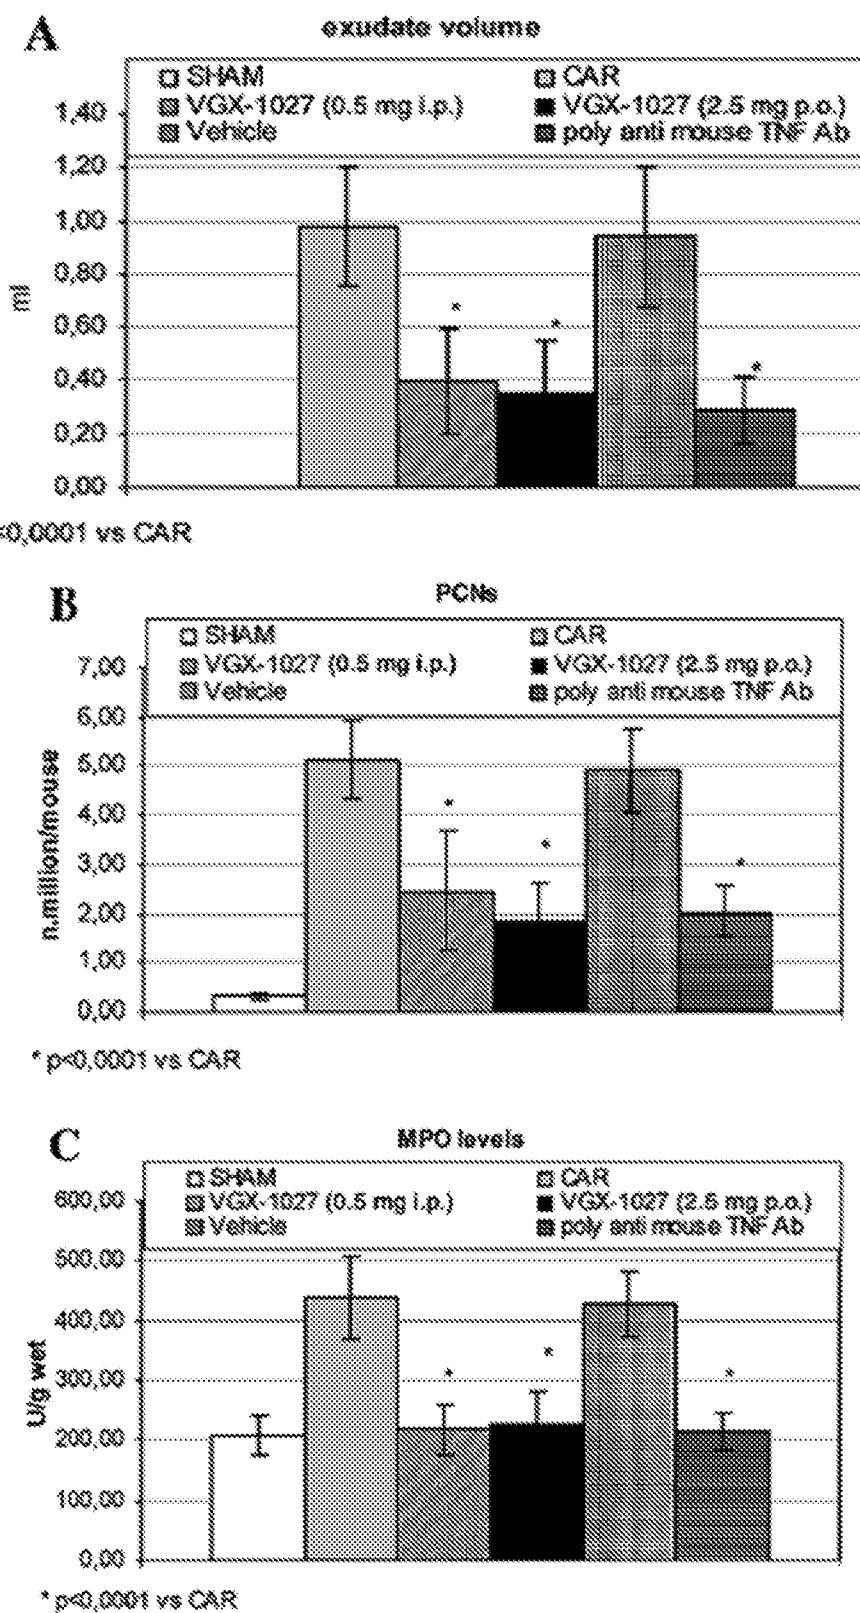 A
exudate volume
SHAM CAR
VGX-1027 (0.5 mg i.p.) VGX-1027 (2.5 mg p.o.)
Vehicle poly anti mouse TNF Ab
1,40
1,20
1,00
0,80
0,60
0,40
0,20
0,00
ml
* * *
<0,0001 vs CAR
B
PCNs
SHAM CAR
VGX-1027 (0.5 mg i.p.) VGX-1027 (2.5 mg p.o.)
Vehicle poly anti mouse TNF Ab
7,00
6,00
5,00
4,00
3,00
2,00
1,00
0,00
n.million/mouse
* * *
* p<0,0001 vs CAR
C
MPO levels
SHAM CAR
VGX-1027 (0.5 mg i.p.) VGX-1027 (2.5 mg p.o.)
Vehicle poly anti mouse TNF Ab
600,00
500,00
400,00
300,00
200,00
100,00
0,00
U/g wet
* * *
* p<0,0001 vs CAR